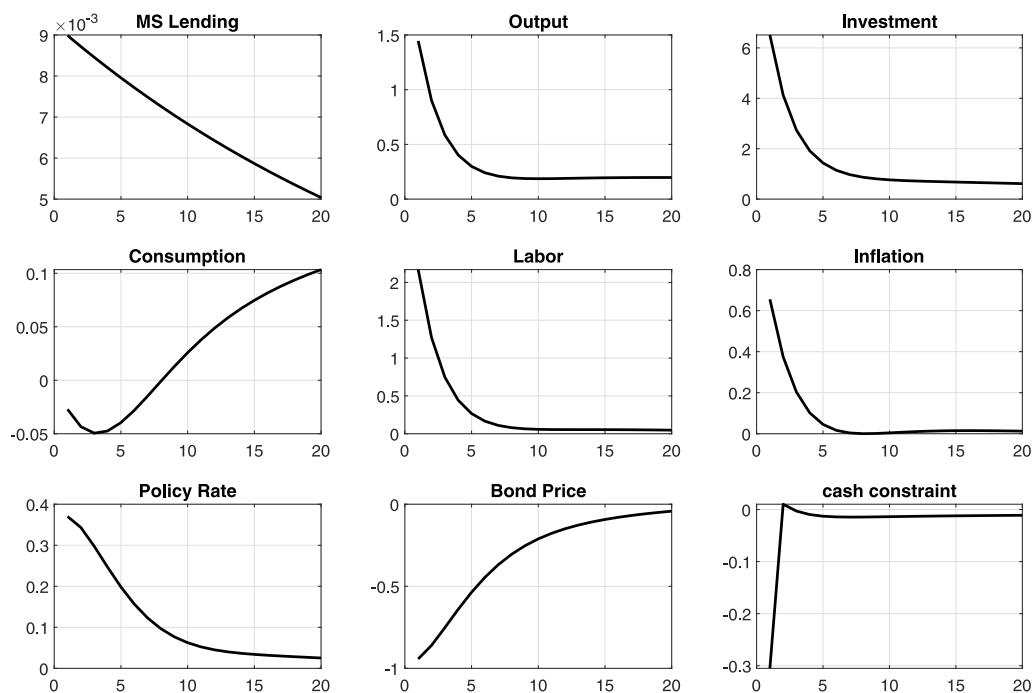 MS Lending
×10-3
9
8
7
6
5
0 5 10 15 20
Output
1.5
1
0.5
0
0 5 10 15 20
Investment
6
4
2
0
0 5 10 15 20
Consumption
0.1
0.05
0
-0.05
0 5 10 15 20
Labor
2
1.5
1
0.5
0
0 5 10 15 20
Inflation
0.8
0.6
0.4
0.2
0
0 5 10 15 20
Policy Rate
0.4
0.3
0.2
0.1
0
0 5 10 15 20
Bond Price
0
-0.5
-1
0 5 10 15 20
cash constraint
0
-0.1
-0.2
-0.3
0 5 10 15 20